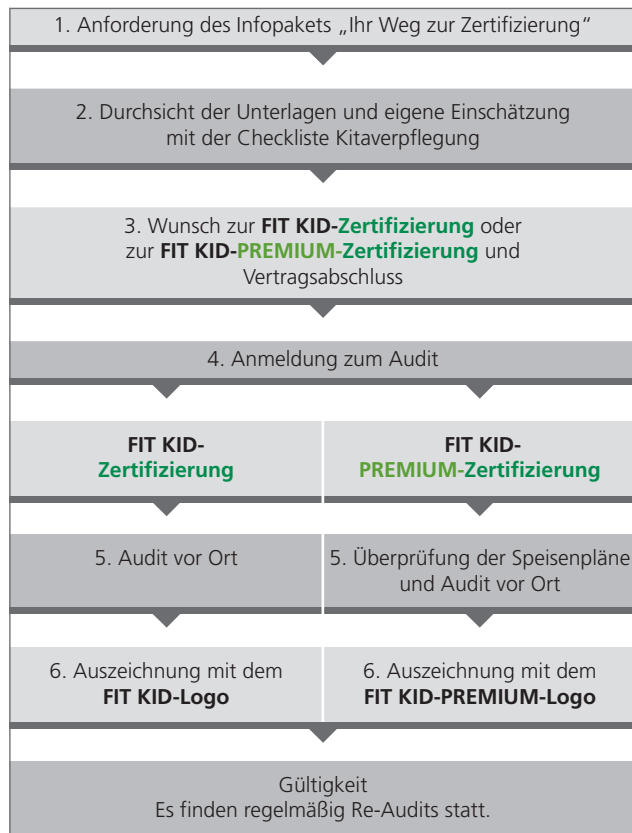 1. Anforderung des Infopakets „Ihr Weg zur Zertifizierung“
2. Durchsicht der Unterlagen und eigene Einschätzung
mit der Checkliste Kitaverpflegung
3. Wunsch zur FIT KID-Zertifizierung oder
zur FIT KID-PREMIUM-Zertifizierung und
Vertragsabschluss
4. Anmeldung zum Audit
FIT KID-
Zertifizierung
FIT KID-
PREMIUM-Zertifizierung
5. Audit vor Ort
5. Überprüfung der Speisenpläne
und Audit vor Ort
6. Auszeichnung mit dem
FIT KID-Logo
6. Auszeichnung mit dem
FIT KID-PREMIUM-Logo
Gültigkeit
Es finden regelmäßig Re-Audits statt.